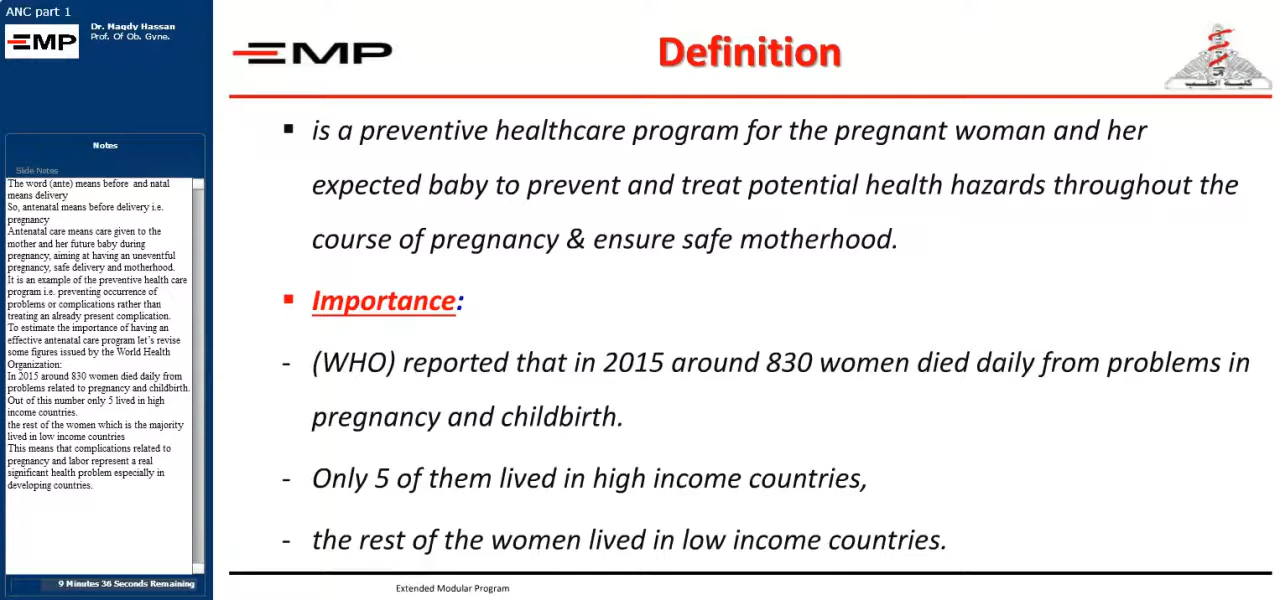 ANC part 1
EMP
Dr. Magdy Hassan
Prof. Of Ob. Gyne.
Notes
Slide Notes
The word (ante) means before and natal
means delivery
So, antenatal means before delivery i.e.
pregnancy
Antenatal care means care given to the
mother and her future baby during
pregnancy, aiming at having an uneventful
pregnancy, safe delivery and motherhood.
It is an example of the preventive health care
program i.e. preventing occurrence of
problems or complications rather than
treating an already present complication.
To estimate the importance of having an
effective antenatal care program let's revise
some figures issued by the World Health
Organization:
In 2015 around 830 women died daily from
problems related to pregnancy and childbirth.
Out of this number only 5 lived in high
income countries.
the rest of the women which is the majority
lived in low income countries
This means that complications related to
pregnancy and labor represent a real
significant health problem especially in
developing countries.
9 Minutes 36 Seconds Remaining
EMP
Definition
كلية الطب
▪ is a preventive healthcare program for the pregnant woman and her
expected baby to prevent and treat potential health hazards throughout the
course of pregnancy & ensure safe motherhood.
▪ Importance:
- (WHO) reported that in 2015 around 830 women died daily from problems in
pregnancy and childbirth.
- Only 5 of them lived in high income countries,
- the rest of the women lived in low income countries.
Extended Modular Program